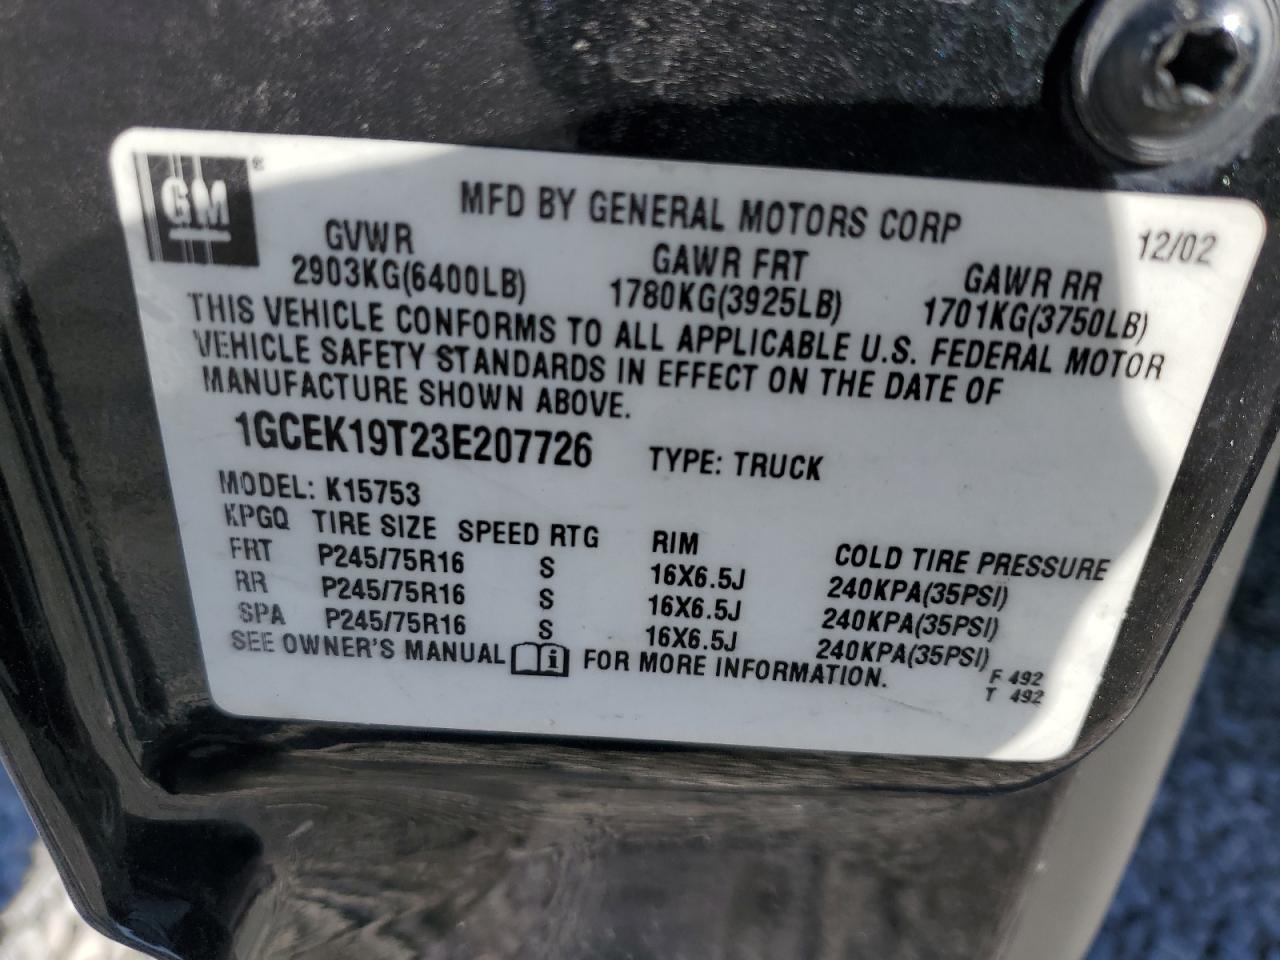 GM ®
MFD BY GENERAL MOTORS CORP 12/02
GVWR GAWR FRT GAWR RR
2903KG(6400LB) 1780KG(3925LB) 1701KG(3750LB)
THIS VEHICLE CONFORMS TO ALL APPLICABLE U.S. FEDERAL MOTOR
VEHICLE SAFETY STANDARDS IN EFFECT ON THE DATE OF
MANUFACTURE SHOWN ABOVE.
1GCEK19T23E207726 TYPE: TRUCK
MODEL: K15753
KPGQ TIRE SIZE SPEED RTG RIM COLD TIRE PRESSURE
FRT P245/75R16 S 16X6.5J 240KPA(35PSI)
RR P245/75R16 S 16X6.5J 240KPA(35PSI)
SPA P245/75R16 S 16X6.5J 240KPA(35PSI)
SEE OWNER'S MANUAL i FOR MORE INFORMATION.
F 492
T 492